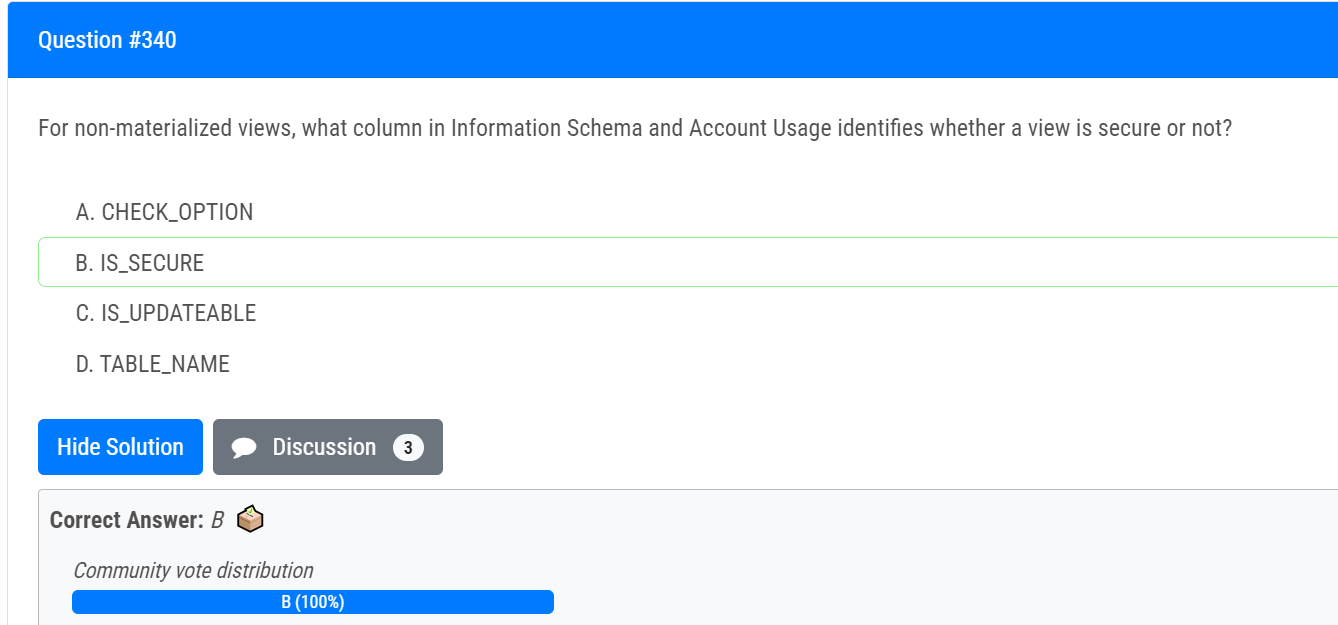 Question #340
For non-materialized views, what column in Information Schema and Account Usage identifies whether a view is secure or not?
A. CHECK_OPTION
B. IS_SECURE
C. IS_UPDATEABLE
D. TABLE_NAME
Hide Solution Discussion 3
Correct Answer: B
Community vote distribution
B (100%)